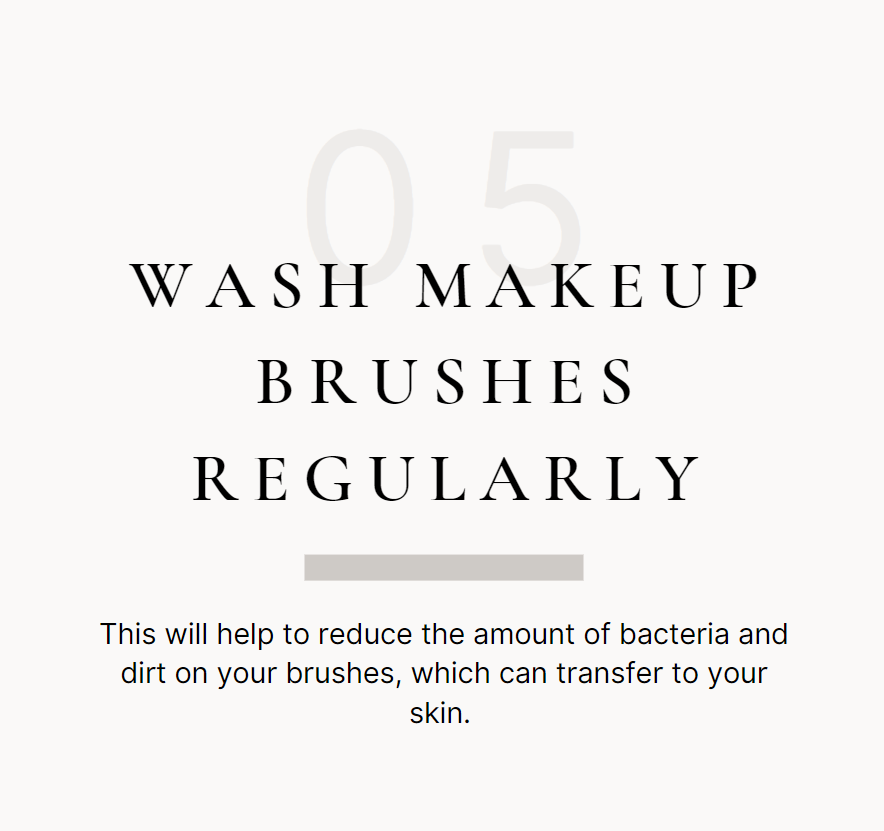 05
WASH MAKEUP
BRUSHES
REGULARLY
This will help to reduce the amount of bacteria and
dirt on your brushes, which can transfer to your
skin.